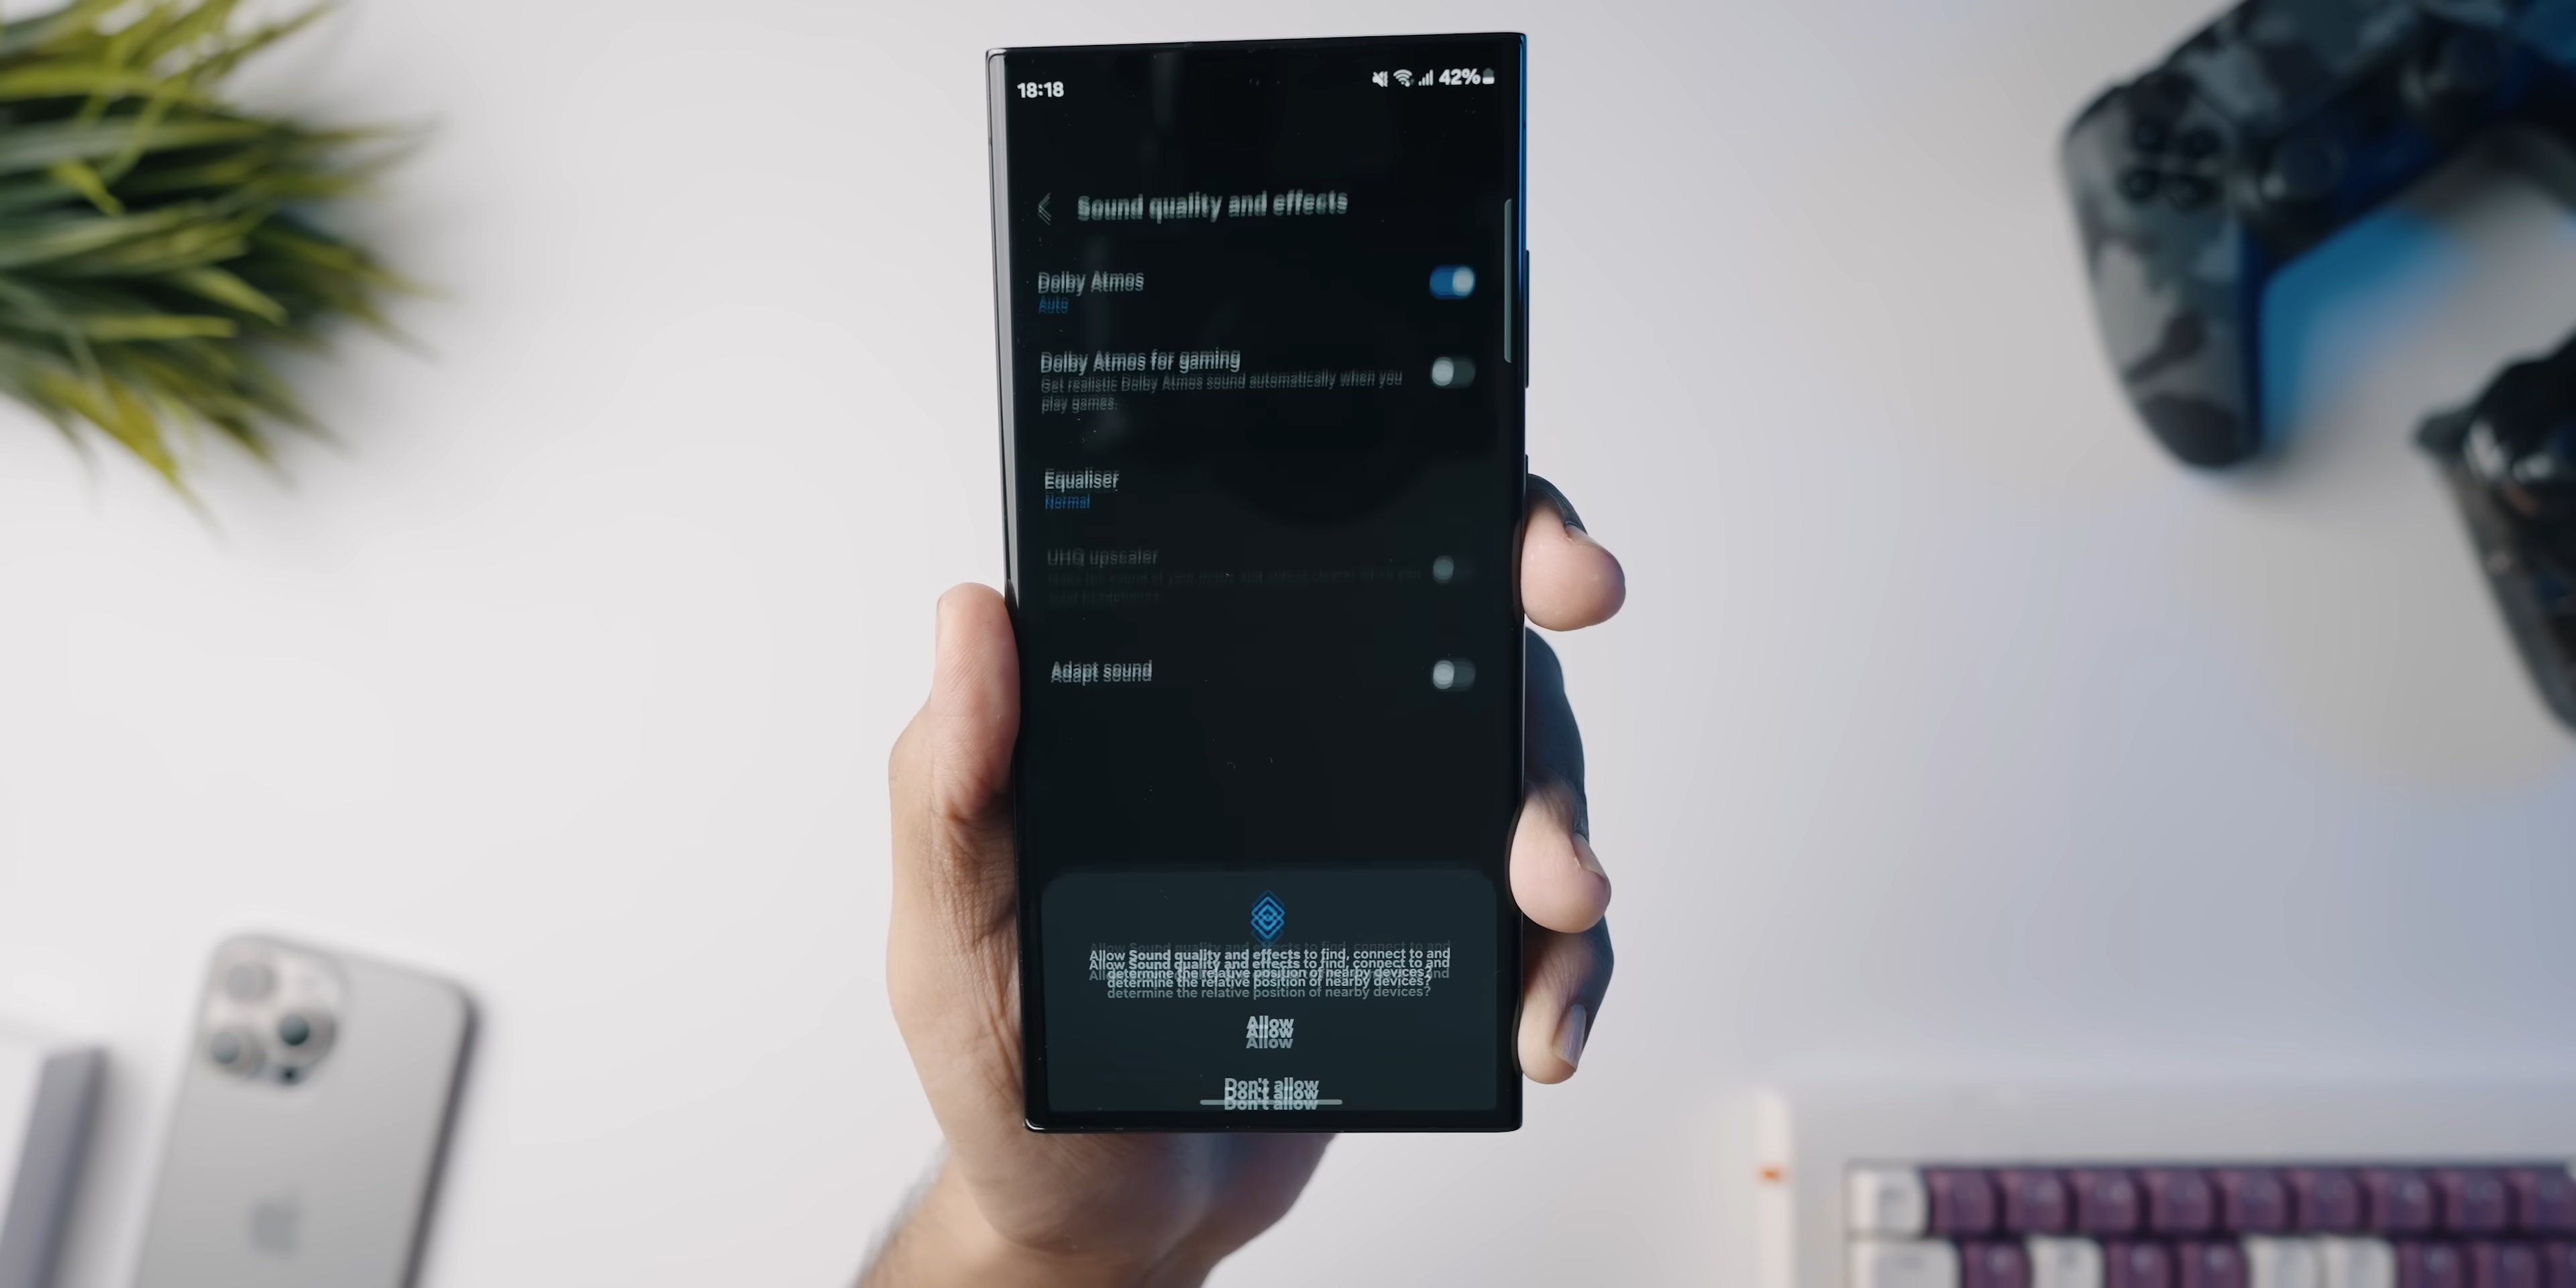 18:18
42%
Sound quality and effects
Dolby Atmos
Auto
Dolby Atmos for gaming
Get realistic Dolby Atmos sound automatically when you
play games.
Equaliser
Normal
UHQ upscaler
Adapt sound
Allow Sound quality and effects to find, connect to and
determine the relative position of nearby devices?
Allow
Don't allow